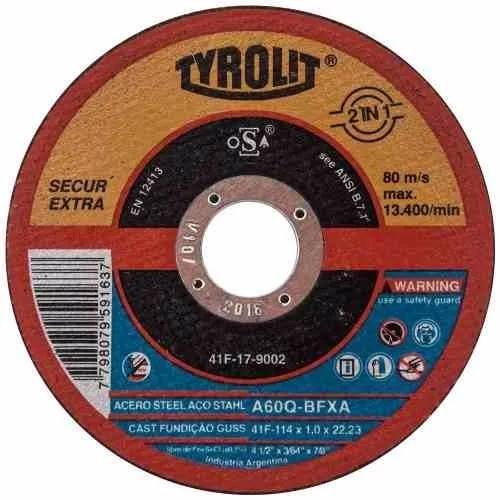 TYROLIT®
2 IN 1
OSA®
EN 12413
see ANSI B.7.1"
SECUR
EXTRA
80 m/s
max.
13.400/min
V10/
2016
7 798079 591637
WARNING
use a safety guard
41F-17-9002
ACERO STEEL AÇO STAHL A60Q-BFXA
CAST FUNDIÇÃO GUSS 41F-114 x 1,0 x 22,23
4 1/2" x 3/64" x 7/8"
Industria Argentina